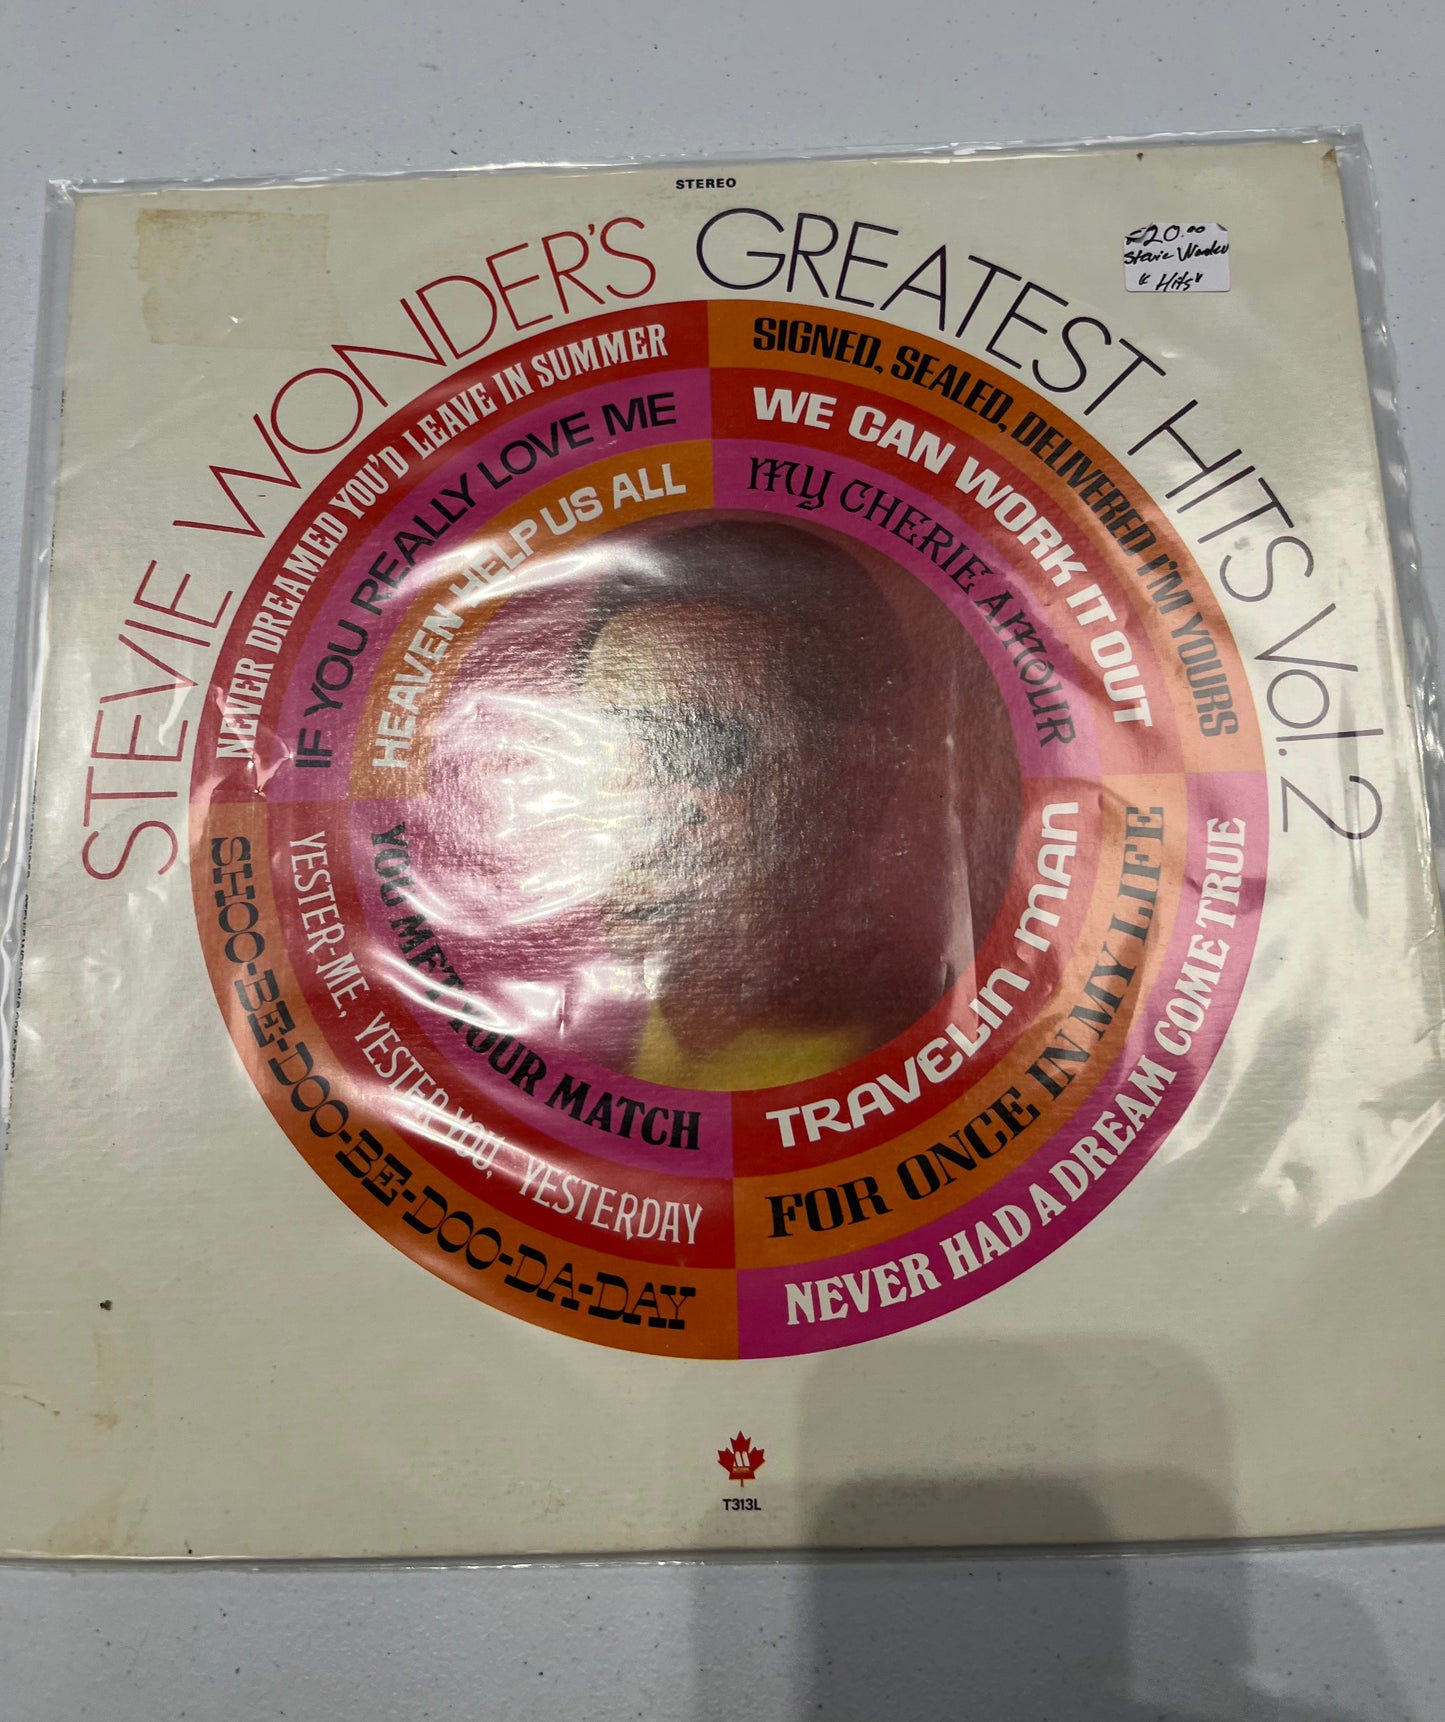 STEREO
STEVIE WONDER'S GREATEST HITS Vol. 2
20.00
Stevie Wonder
"Hits"
NEVER DREAMED YOU'D LEAVE IN SUMMER
IF YOU REALLY LOVE ME
HEAVEN HELP US ALL
SIGNED, SEALED, DELIVERED I'M YOURS
WE CAN WORK IT OUT
MY CHERIE AMOUR
SHOO-BE-DOO-BE-DOO-DA-DAY
YESTER-ME, YESTER YOU, YESTERDAY
YOU MET YOUR MATCH
TRAVELIN MAN
FOR ONCE IN MY LIFE
NEVER HAD A DREAM COME TRUE
T313L